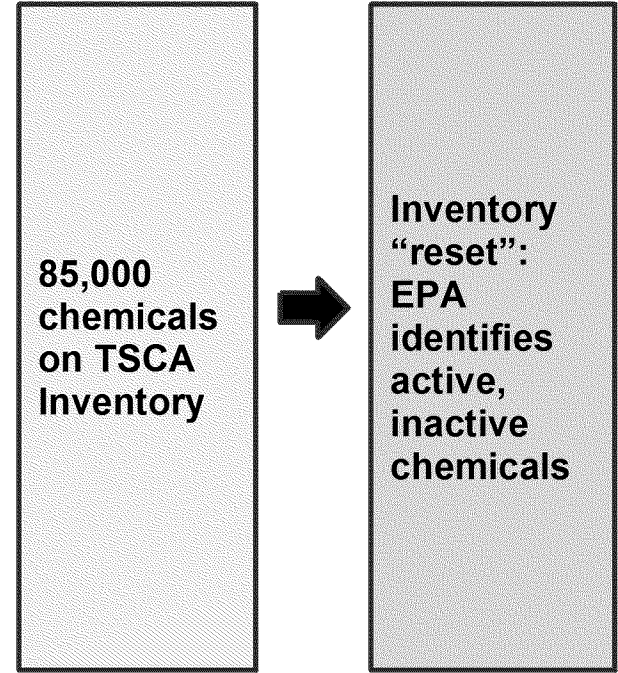 85,000
chemicals
on TSCA
Inventory
Inventory
“reset”:
EPA
identifies
active,
inactive
chemicals